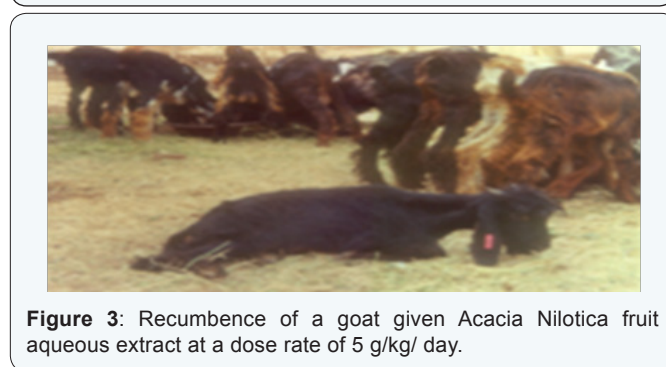 Figure 3: Recumbence of a goat given Acacia Nilotica fruit
aqueous extract at a dose rate of 5 g/kg/ day.